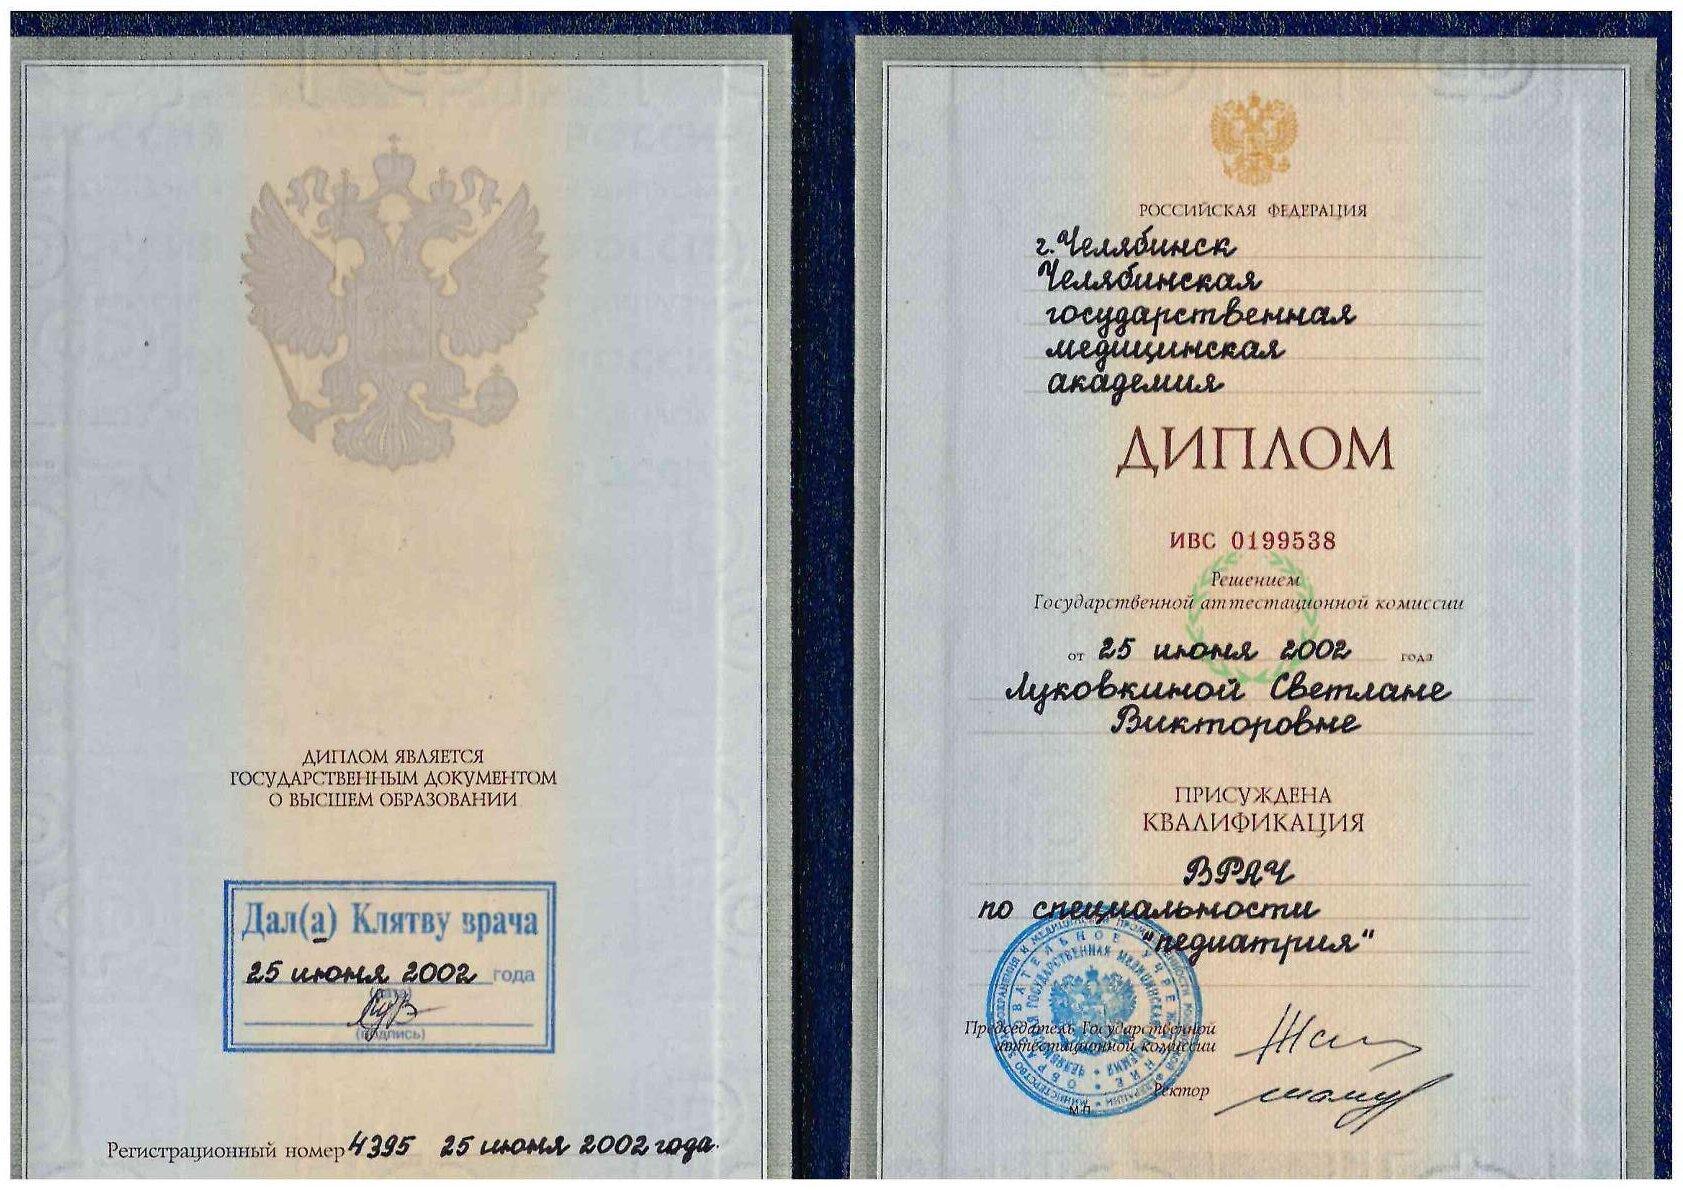 ДИПЛОМ ЯВЛЯЕТСЯ
ГОСУДАРСТВЕННЫМ ДОКУМЕНТОМ
О ВЫСШЕМ ОБРАЗОВАНИИ
Дал(а) Клятву врача
25 июня 2002 года
(подпись)
Регистрационный номер 4395 25 июня 2002 года
РОССИЙСКАЯ ФЕДЕРАЦИЯ
г. Челябинск
Челябинская
государственная
медицинская
академия
ДИПЛОМ
ИВС 0199538
Решением
Государственной аттестационной комиссии
от 25 июня 2002 года
Луковкиной Светлане
Викторовне
ПРИСУЖДЕНА
КВАЛИФИКАЦИЯ
ВРАЧ
по специальности
"педиатрия"
Председатель Государственной
аттестационной комиссии
Ректор
М.П.